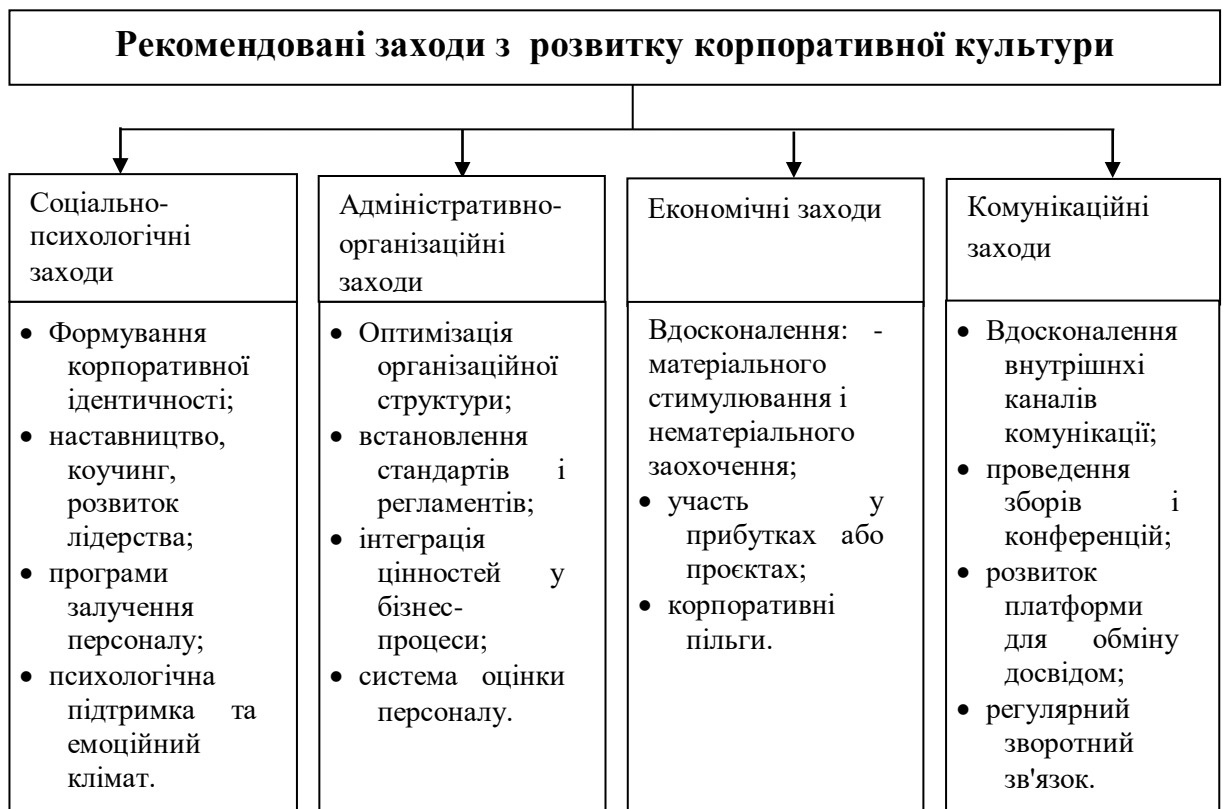 Рекомендовані заходи з розвитку корпоративної культури
Соціально-
психологічні
заходи
Адміністративно-
організаційні
заходи
Економічні заходи
Комунікаційні
заходи
• Формування
корпоративної
ідентичності;
• наставництво,
коучинг,
розвиток
лідерства;
• програми
залучення
персоналу;
• психологічна
підтримка та
емоційний
клімат.
• Оптимізація
організаційної
структури;
• встановлення
стандартів і
регламентів;
• інтеграція
цінностей у
бізнес-
процеси;
• система оцінки
персоналу.
Вдосконалення: -
матеріального
стимулювання і
нематеріального
заохочення;
• участь у
прибутках або
проєктах;
• корпоративні
пільги.
• Вдосконалення
внутрішнхі
каналів
комунікації;
• проведення
зборів і
конференцій;
• розвиток
платформи
для обміну
досвідом;
• регулярний
зворотний
зв'язок.